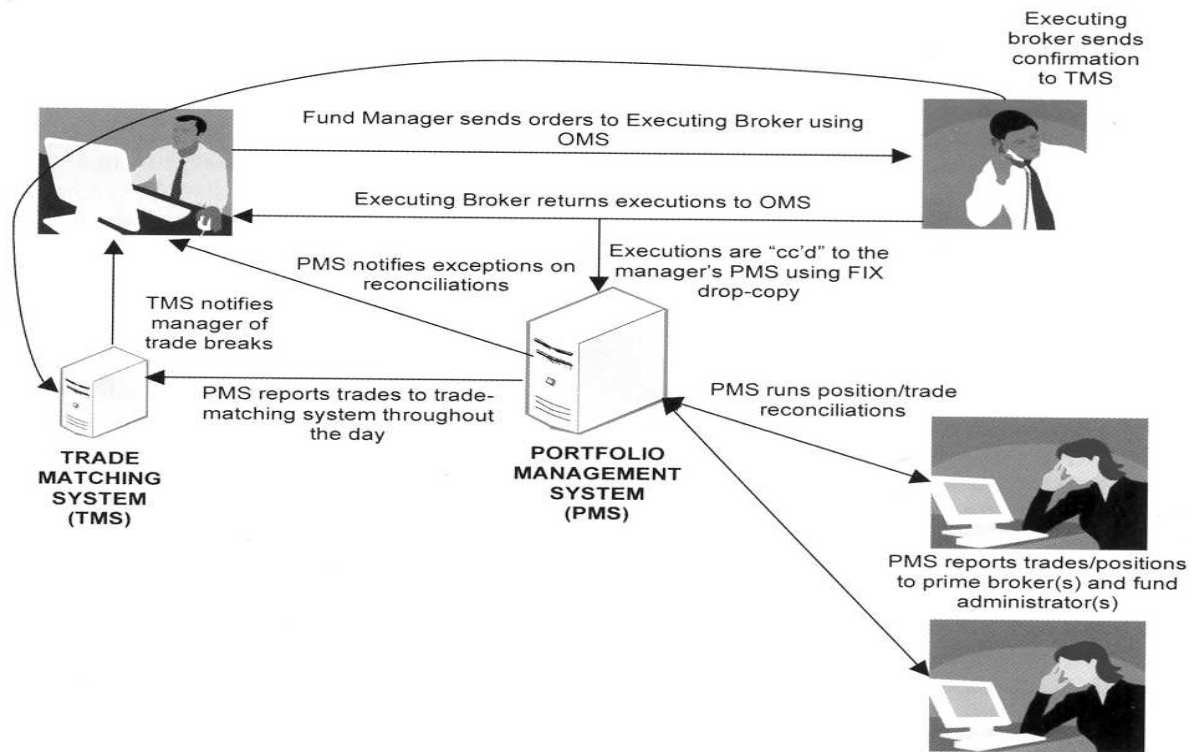 Executing
broker sends
confirmation
to TMS
Fund Manager sends orders to Executing Broker using
OMS
Executing Broker returns executions to OMS
Executions are “cc’d” to the
manager’s PMS using FIX
drop-copy
PMS notifies exceptions on
reconciliations
TMS notifies
manager of
trade breaks
PMS reports trades to trade-
matching system throughout
the day
PMS runs position/trade
reconciliations
TRADE
MATCHING
SYSTEM
(TMS)
PORTFOLIO
MANAGEMENT
SYSTEM
(PMS)
PMS reports trades/positions
to prime broker(s) and fund
administrator(s)